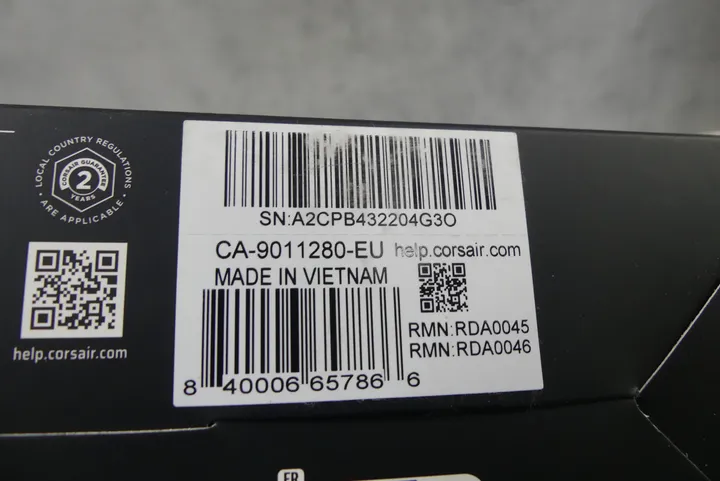 LOCAL COUNTRY REGULATIONS
CORSAIR GUARANTEE
2
YEARS
ARE APPLICABLE
help.corsair.com
SN:A2CPB432204G3O
CA-9011280-EU help.corsair.com
MADE IN VIETNAM
RMN:RDA0045
RMN:RDA0046
8 40006 65786 6
FR